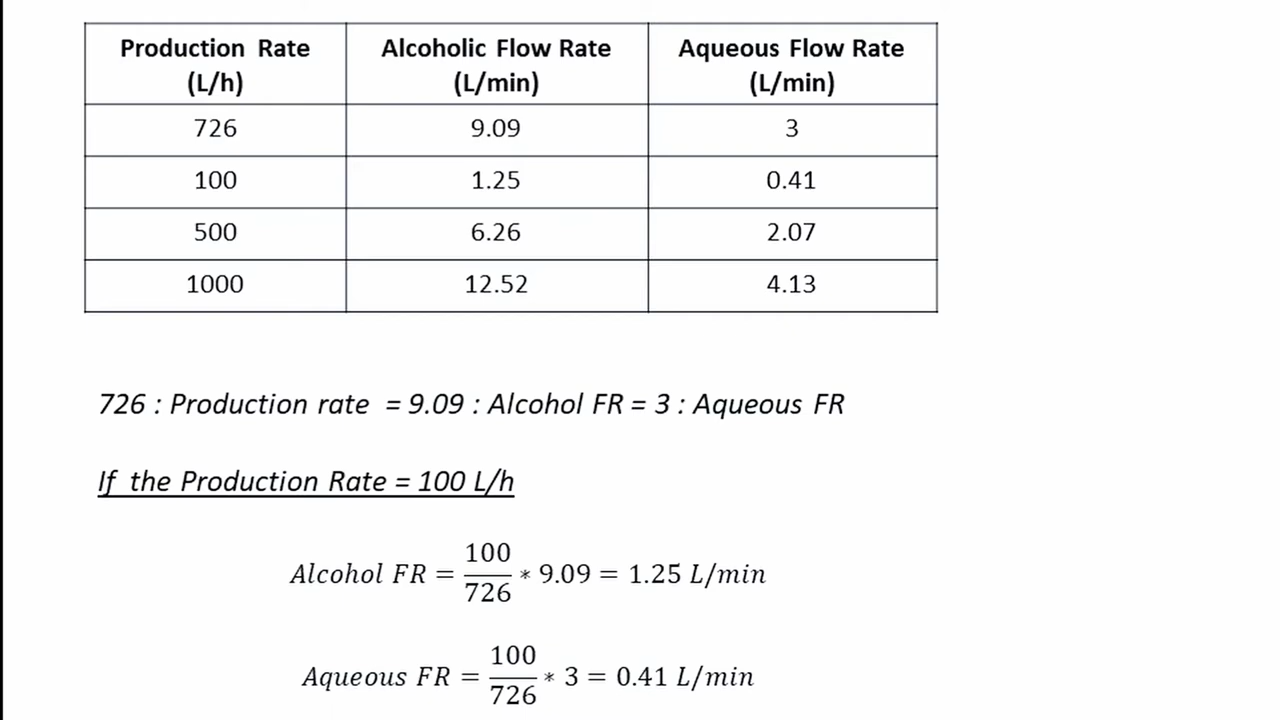 Production Rate (L/h) Alcoholic Flow Rate (L/min) Aqueous Flow Rate (L/min)
726 9.09 3
100 1.25 0.41
500 6.26 2.07
1000 12.52 4.13
726 : Production rate = 9.09 : Alcohol FR = 3 : Aqueous FR
If the Production Rate = 100 L/h
Alcohol FR = 100/726 * 9.09 = 1.25 L/min
Aqueous FR = 100/726 * 3 = 0.41 L/min